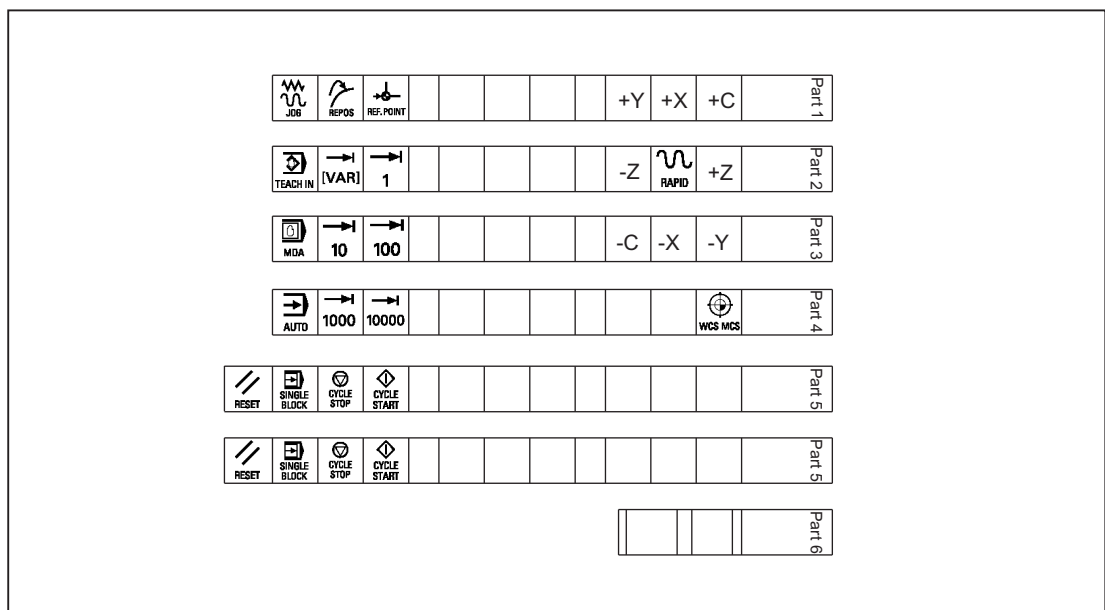 JOG REPOS REF. POINT +Y +X +C Part 1
TEACH IN [VAR] 1 -Z RAPID +Z Part 2
MDA 10 100 -C -X -Y Part 3
AUTO 1000 10000 WCS MCS Part 4
RESET SINGLE BLOCK CYCLE STOP CYCLE START Part 5
RESET SINGLE BLOCK CYCLE STOP CYCLE START Part 5
Part 6